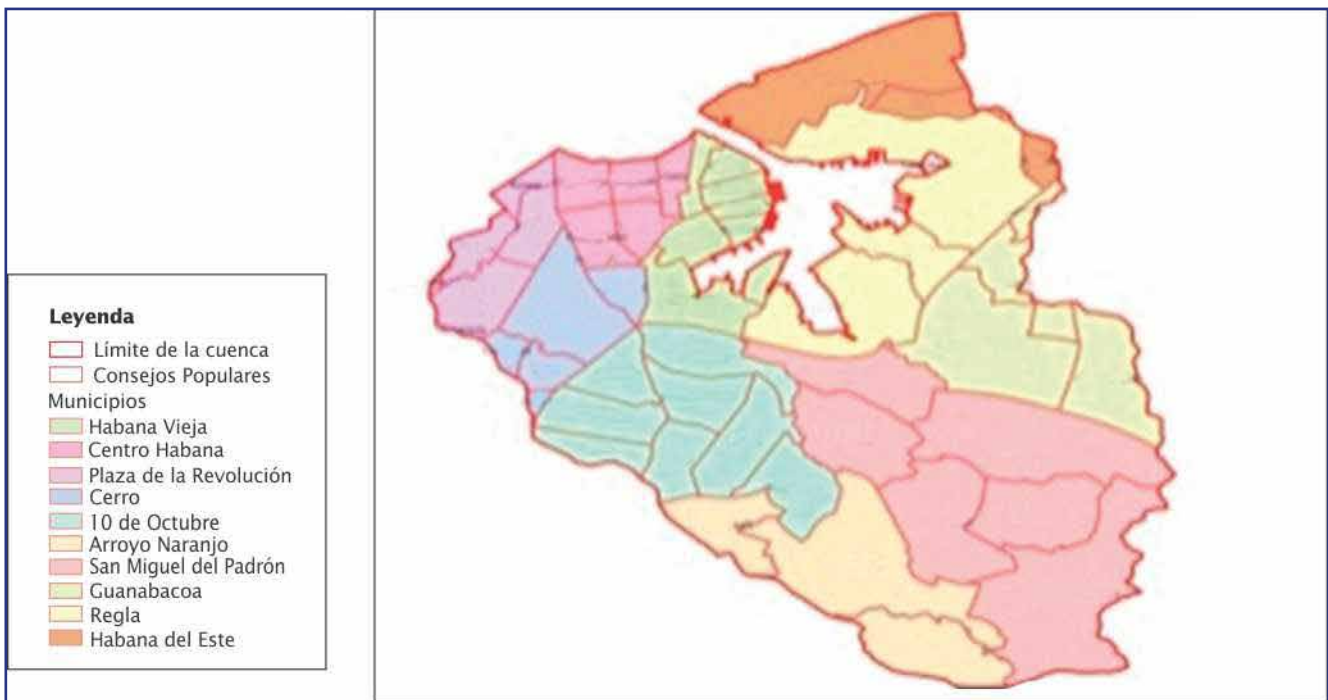 Leyenda
Límite de la cuenca
Consejos Populares
Municipios
Habana Vieja
Centro Habana
Plaza de la Revolución
Cerro
10 de Octubre
Arroyo Naranjo
San Miguel del Padrón
Guanabacoa
Regla
Habana del Este